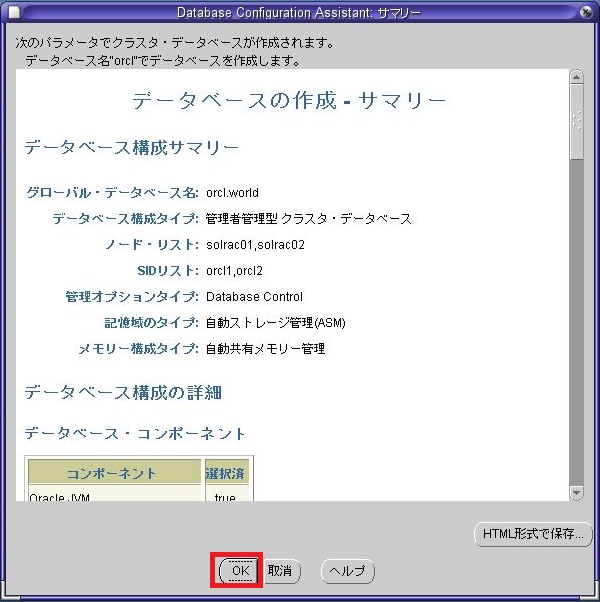 Database Configuration Assistant: サマリー
次のパラメータでクラスタ・データベースが作成されます。
データベース名"orcl"でデータベースを作成します。
データベースの作成 - サマリー
データベース構成サマリー
グローバル・データベース名: orcl.world
データベース構成タイプ: 管理者管理型 クラスタ・データベース
ノード・リスト: solrac01,solrac02
SIDリスト: orcl1,orcl2
管理オプションタイプ: Database Control
記憶域のタイプ: 自動ストレージ管理(ASM)
メモリー構成タイプ: 自動共有メモリー管理
データベース構成の詳細
データベース・コンポーネント
コンポーネント 選択済
Oracle JVM true
HTML形式で保存...
OK 取消 ヘルプ